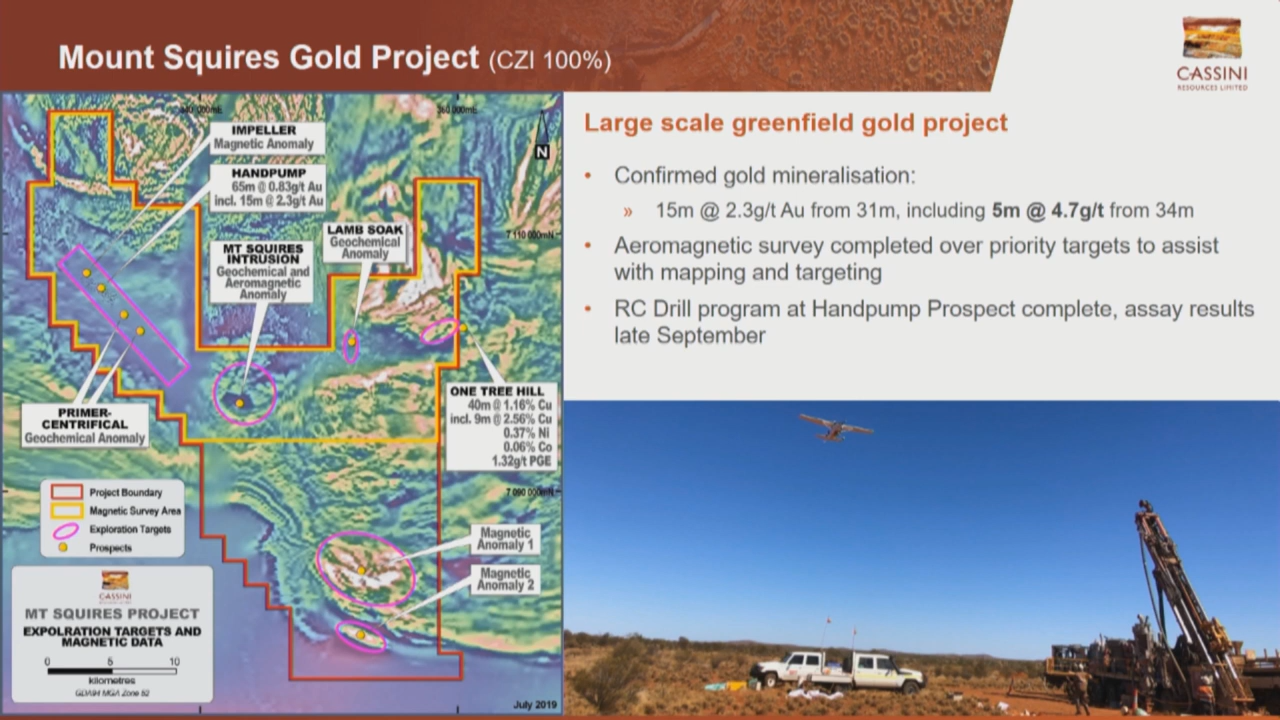 Mount Squires Gold Project (CZI 100%)
CASSINI
RESOURCES LIMITED
Large scale greenfield gold project
• Confirmed gold mineralisation:
» 15m @ 2.3g/t Au from 31m, including 5m @ 4.7g/t from 34m
• Aeromagnetic survey completed over priority targets to assist
with mapping and targeting
• RC Drill program at Handpump Prospect complete, assay results
late September
360 000mE
N
IMPELLER
Magnetic Anomaly
HANDPUMP
65m @ 0.83g/t Au
incl. 15m @ 2.3g/t Au
LAMB SOAK
Geochemical
Anomaly
7 110 000mN
MT SQUIRES
INTRUSION
Geochemical and
Aeromagnetic
Anomaly
ONE TREE HILL
40m @ 1.16% Cu
incl. 9m @ 2.56% Cu
0.37% Ni
0.06% Co
1.32g/t PGE
PRIMER-
CENTRIFICAL
Geochemical Anomaly
7 090 000mN
Project Boundary
Magnetic Survey Area
Exploration Targets
Prospects
Magnetic
Anomaly 1
Magnetic
Anomaly 2
CASSINI
MT SQUIRES PROJECT
EXPOLRATION TARGETS AND
MAGNETIC DATA
0 5 10
kilometres
GDA94 MGA Zone 52
July 2019